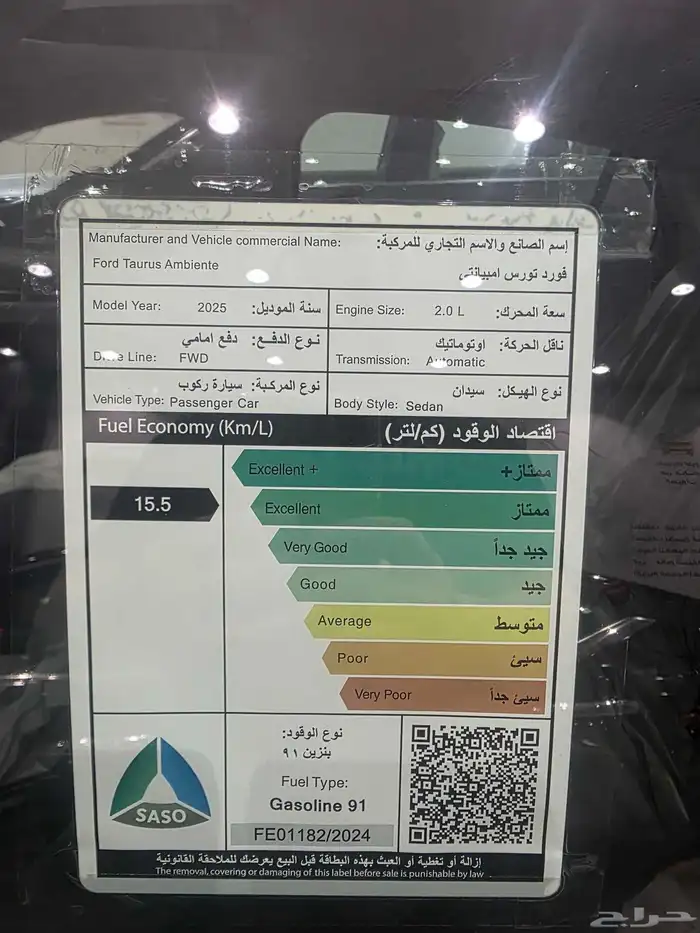 Manufacturer and Vehicle commercial Name: إسم الصانع والاسم التجاري للمركبة:
Ford Taurus Ambiente فورد تورس امبيانتي
Model Year: 2025 سنة الموديل:
Engine Size: 2.0 L سعة المحرك:
نوع الدفع: دفع امامي
Drive Line: FWD
ناقل الحركة: اوتوماتيك
Transmission: Automatic
نوع المركبة: سيارة ركوب
Vehicle Type: Passenger Car
نوع الهيكل: سيدان
Body Style: Sedan
Fuel Economy (Km/L) اقتصاد الوقود (كم/لتر)
15.5
Excellent + ممتاز+
Excellent ممتاز
Very Good جيد جداً
Good جيد
Average متوسط
Poor سيئ
Very Poor سيئ جداً
SASO
نوع الوقود:
بنزين ٩١
Fuel Type:
Gasoline 91
FE01182/2024
إزالة أو تغطية أو العبث بهذه البطاقة قبل البيع يعرضك للملاحقة القانونية
The removal, covering or damaging of this label before sale is punishable by law
حراج